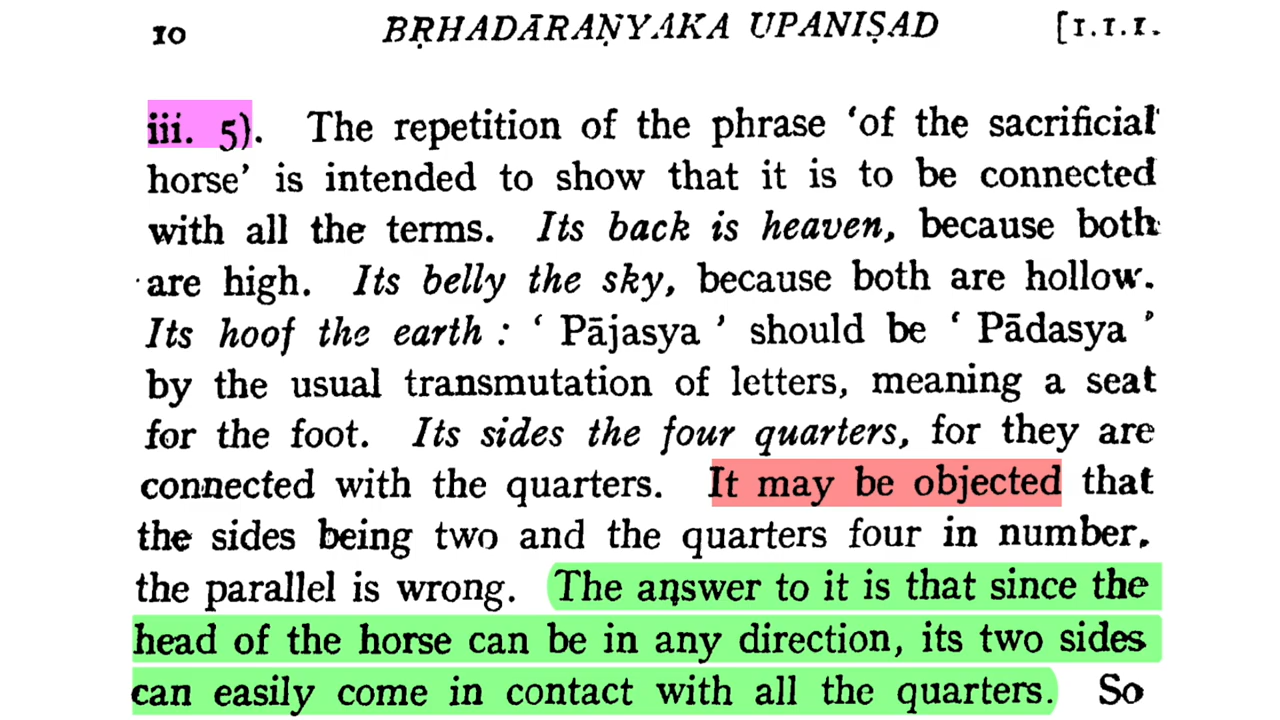 10 BṚHADĀRAṆYAKA UPANIṢAD [1.1.1.
iii. 5). The repetition of the phrase ‘of the sacrificial
horse’ is intended to show that it is to be connected
with all the terms. Its back is heaven, because both
are high. Its belly the sky, because both are hollow.
Its hoof the earth : ‘ Pājasya ’ should be ‘ Pādasya ’
by the usual transmutation of letters, meaning a seat
for the foot. Its sides the four quarters, for they are
connected with the quarters. It may be objected that
the sides being two and the quarters four in number,
the parallel is wrong. The answer to it is that since the
head of the horse can be in any direction, its two sides
can easily come in contact with all the quarters. So